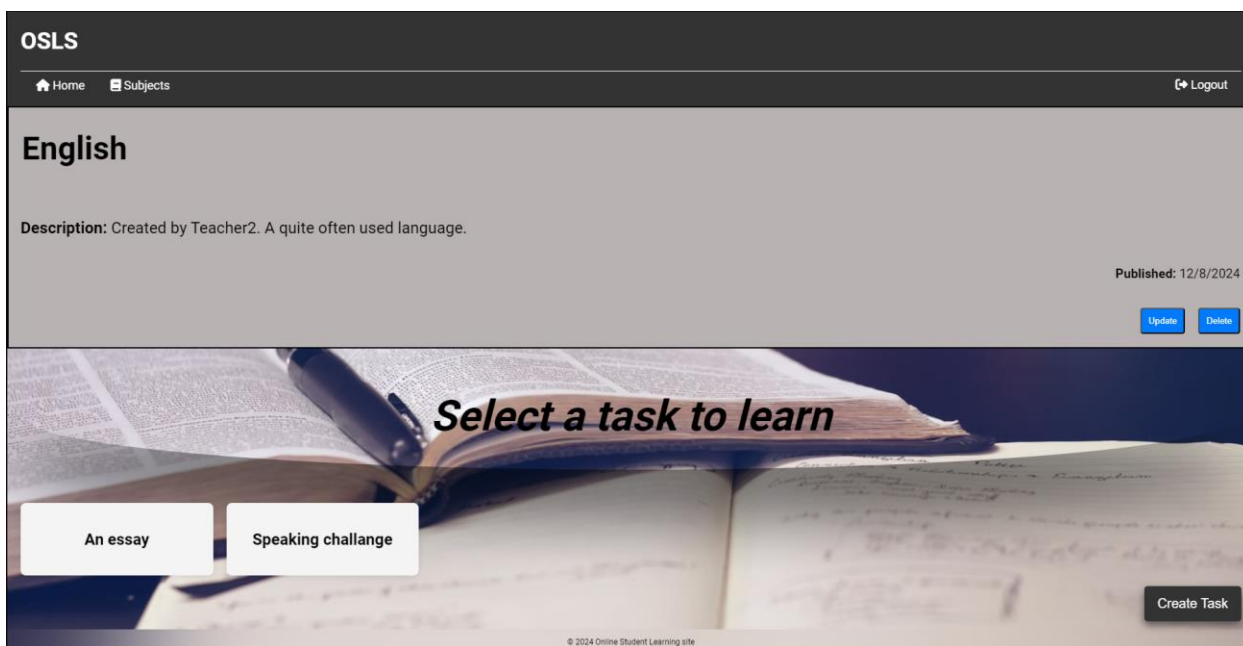 OSLS
Home Subjects Logout
English
Description: Created by Teacher2. A quite often used language.
Published: 12/8/2024
Update Delete
Select a task to learn
An essay Speaking challange
Create Task
© 2024 Online Student Learning site